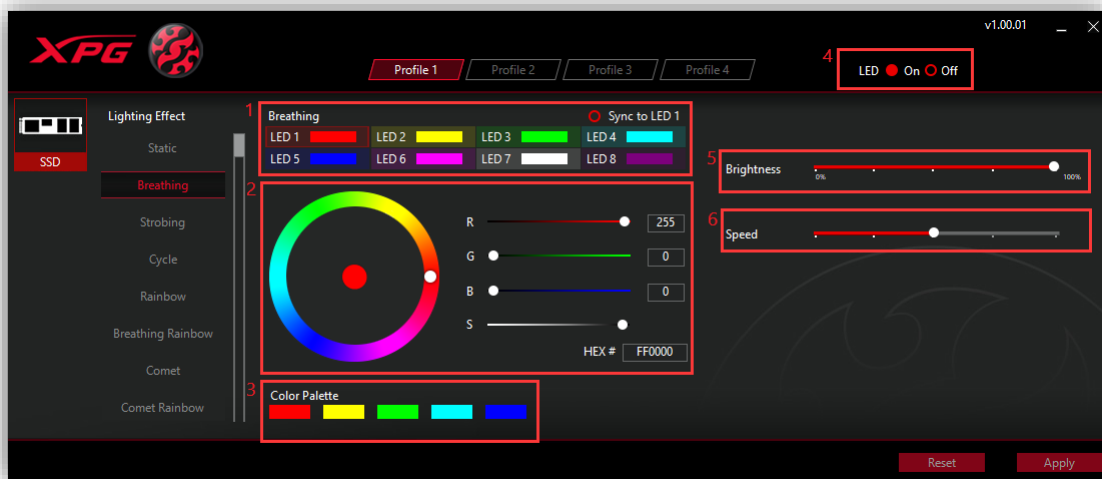 v1.00.01
XPG
Profile 1 Profile 2 Profile 3 Profile 4
4
LED On Off
SSD
Lighting Effect
Static
Breathing
Strobing
Cycle
Rainbow
Breathing Rainbow
Comet
Comet Rainbow
1
Breathing Sync to LED 1
LED 1 LED 2 LED 3 LED 4
LED 5 LED 6 LED 7 LED 8
2
R 255
G 0
B 0
S
HEX # FF0000
3
Color Palette
5
Brightness
0% 100%
6
Speed
Reset Apply